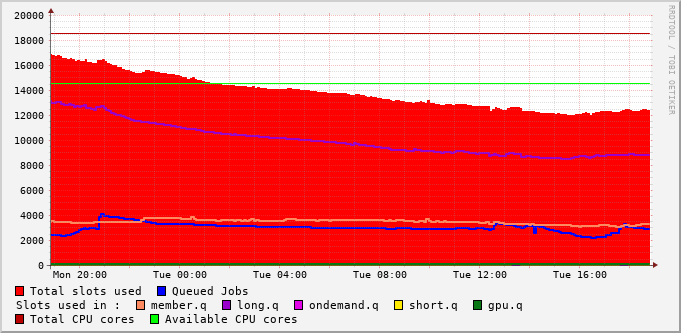 RRDTOOL / TOBI OETIKER
20000
18000
16000
14000
12000
10000
8000
6000
4000
2000
0
Mon 20:00 Tue 00:00 Tue 04:00 Tue 08:00 Tue 12:00 Tue 16:00
Total slots used Queued Jobs
Slots used in : member.q long.q ondemand.q short.q gpu.q
Total CPU cores Available CPU cores